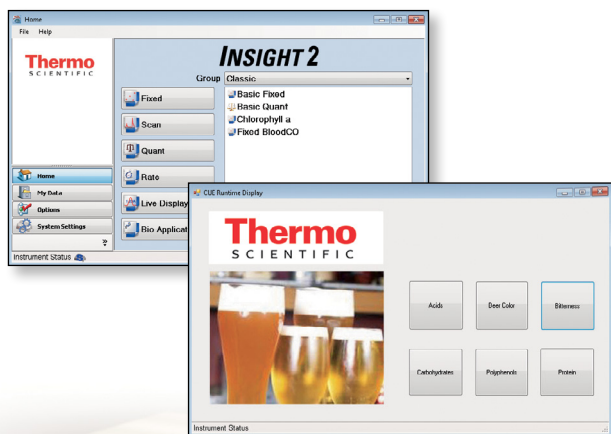 Home
File Help
Thermo
SCIENTIFIC
INSIGHT 2
Group Classic
Fixed
Scan
Quant
Rate
Live Display
Bio Applicat
Basic Fixed
Basic Quant
Chlorophyll a
Fixed BloodCO
Home
My Data
Options
System Settings
Instrument Status
CUE Runtime Display
Thermo
SCIENTIFIC
Acids
Beer Color
Bitterness
Carbohydrates
Polyphenols
Protein
Instrument Status